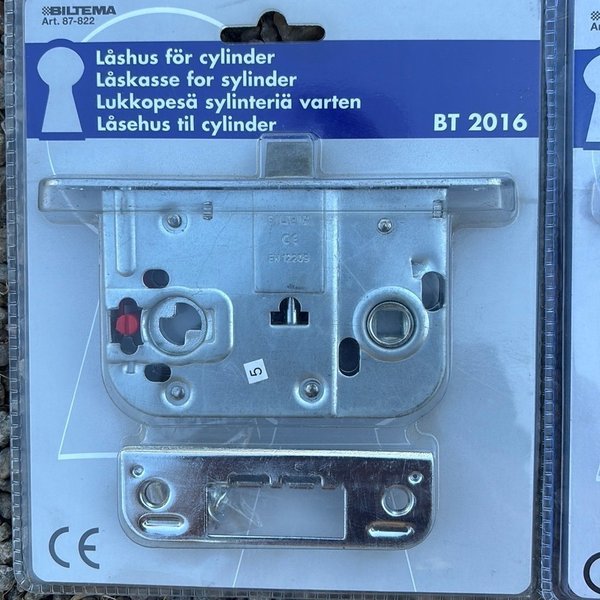 BILTEMA
Art. 87-822
Låshus för cylinder
Låskasse for sylinder
Lukkopesä sylinteriä varten
Låsehus til cylinder
BT 2016
BILTEMA
CE
EN 12209
5
CE